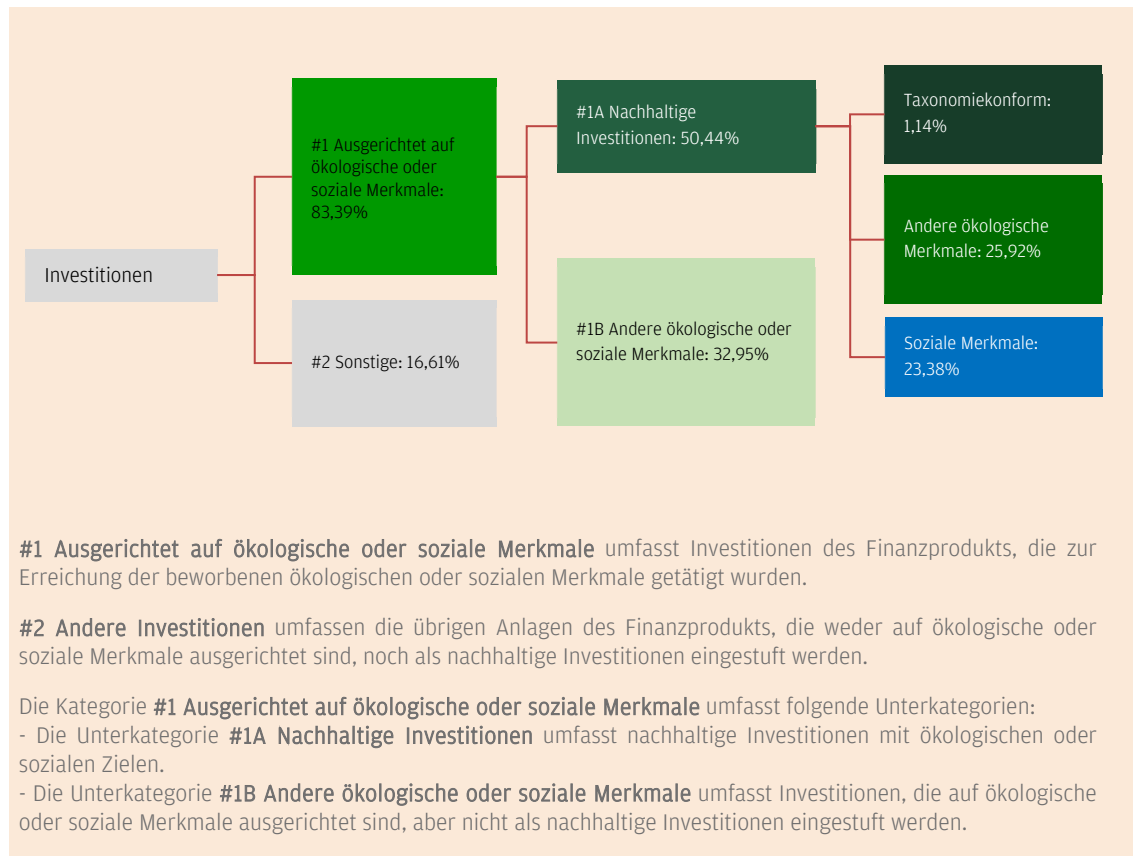 Investitionen
#1 Ausgerichtet auf
ökologische oder
soziale Merkmale:
83,39%
#2 Sonstige: 16,61%
#1A Nachhaltige
Investitionen: 50,44%
#1B Andere ökologische oder
soziale Merkmale: 32,95%
Taxonomiekonform:
1,14%
Andere ökologische
Merkmale: 25,92%
Soziale Merkmale:
23,38%
#1 Ausgerichtet auf ökologische oder soziale Merkmale umfasst Investitionen des Finanzprodukts, die zur
Erreichung der beworbenen ökologischen oder sozialen Merkmale getätigt wurden.
#2 Andere Investitionen umfassen die übrigen Anlagen des Finanzprodukts, die weder auf ökologische oder
soziale Merkmale ausgerichtet sind, noch als nachhaltige Investitionen eingestuft werden.
Die Kategorie #1 Ausgerichtet auf ökologische oder soziale Merkmale umfasst folgende Unterkategorien:
- Die Unterkategorie #1A Nachhaltige Investitionen umfasst nachhaltige Investitionen mit ökologischen oder
sozialen Zielen.
- Die Unterkategorie #1B Andere ökologische oder soziale Merkmale umfasst Investitionen, die auf ökologische
oder soziale Merkmale ausgerichtet sind, aber nicht als nachhaltige Investitionen eingestuft werden.